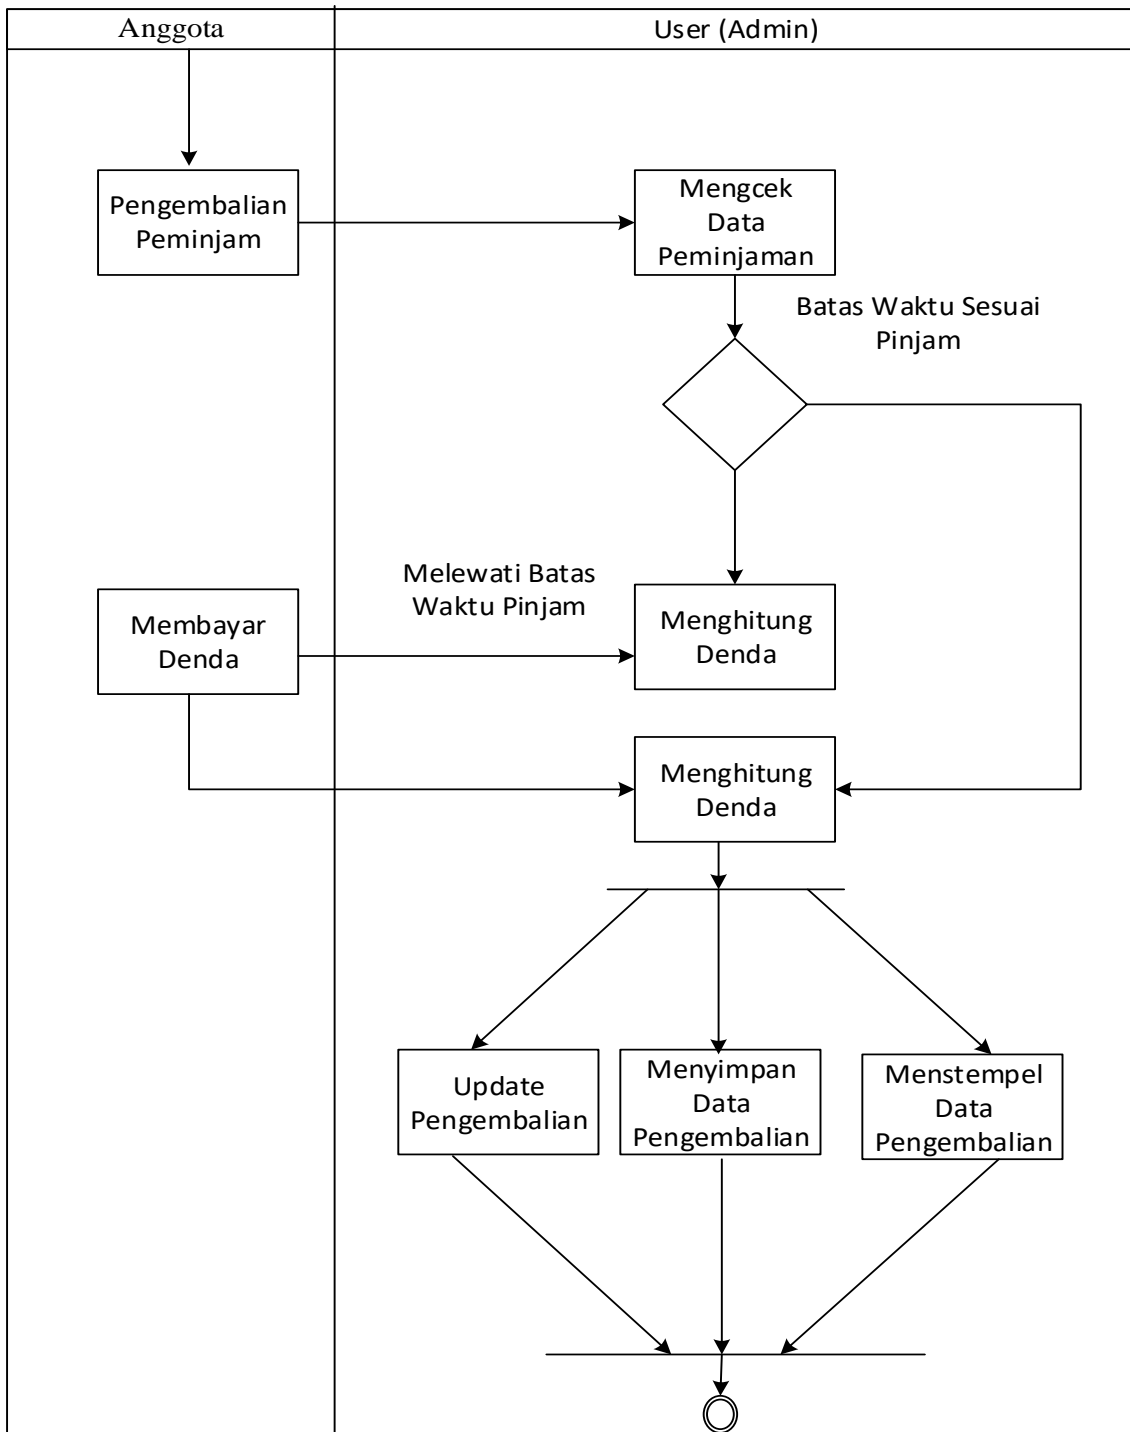 Anggota
User (Admin)
Pengembalian
Peminjam
Mengcek
Data
Peminjaman
Batas Waktu Sesuai
Pinjam
Melewati Batas
Waktu Pinjam
Membayar
Denda
Menghitung
Denda
Menghitung
Denda
Update
Pengembalian
Menyimpan
Data
Pengembalian
Menstempel
Data
Pengembalian